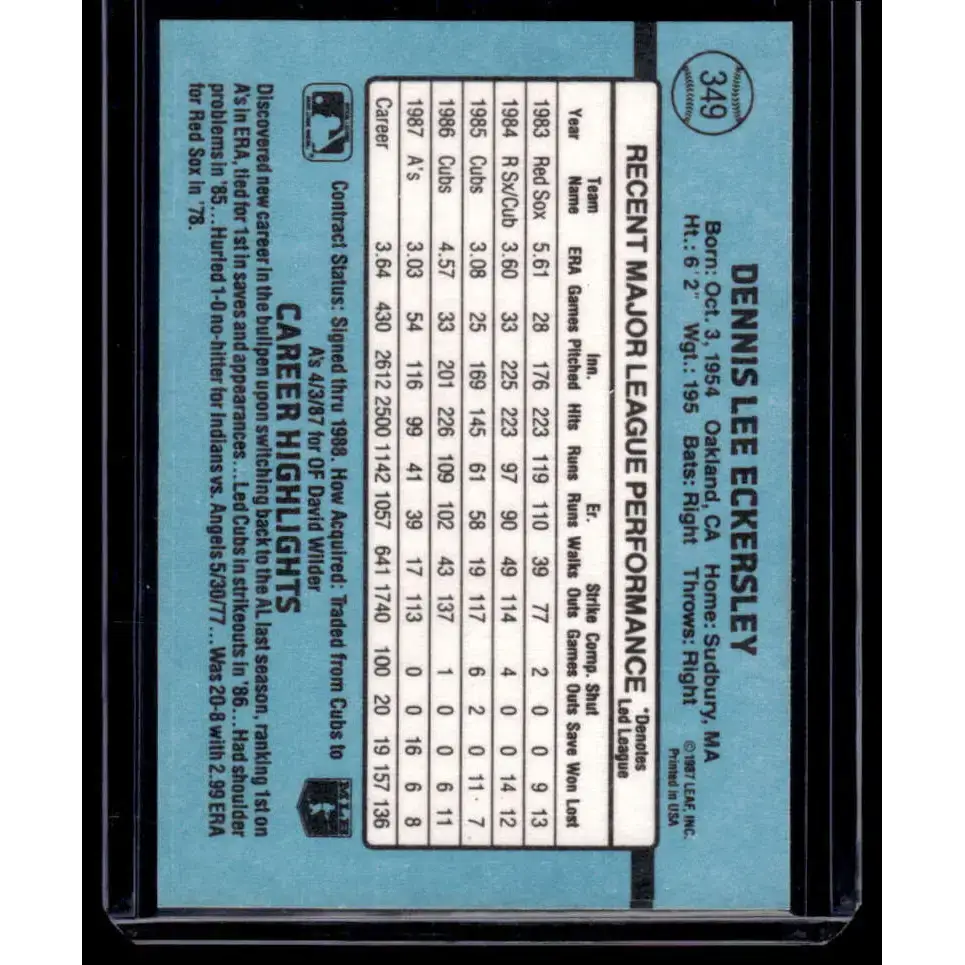 349
DENNIS LEE ECKERSLEY
Born: Oct. 3, 1954 Oakland, CA Home: Sudbury, MA
Ht.: 6'2" Wgt.: 195 Bats: Right Throws: Right
©1987 LEAF, INC.
Printed in USA
RECENT MAJOR LEAGUE PERFORMANCE *Denotes Led League
Year Team Name ERA Games Inn. Pitched Hits Runs Er. Runs Walks Strike Outs Comp. Games Shut Outs Save Won Lost
1983 Red Sox 5.61 28 176 223 119 110 39 77 2 0 0 9 13
1984 R Sx/Cub 3.60 33 225 223 97 90 49 114 4 0 0 14 12
1985 Cubs 3.08 25 169 145 61 58 19 117 6 2 0 11 7
1986 Cubs 4.57 33 201 226 109 102 43 137 1 0 0 6 11
1987 A's 3.03 54 116 99 41 39 17 113 0 0 16 6 8
Career 3.64 430 2612 2500 1142 1057 641 1740 100 20 19 157 136
Contract Status: Signed thru 1988. How Acquired: Traded from Cubs to
A's 4/3/87 for OF David Wilder
MLB
CAREER HIGHLIGHTS
Discovered new career in the bullpen upon switching back to the AL last season, ranking 1st on
A's in ERA, tied for 1st in saves and appearances...Led Cubs in strikeouts in '86...Had shoulder
problems in '85...Hurled 1-0 no-hitter for Indians vs. Angels 5/30/77...Was 20-8 with 2.99 ERA
for Red Sox in '78.